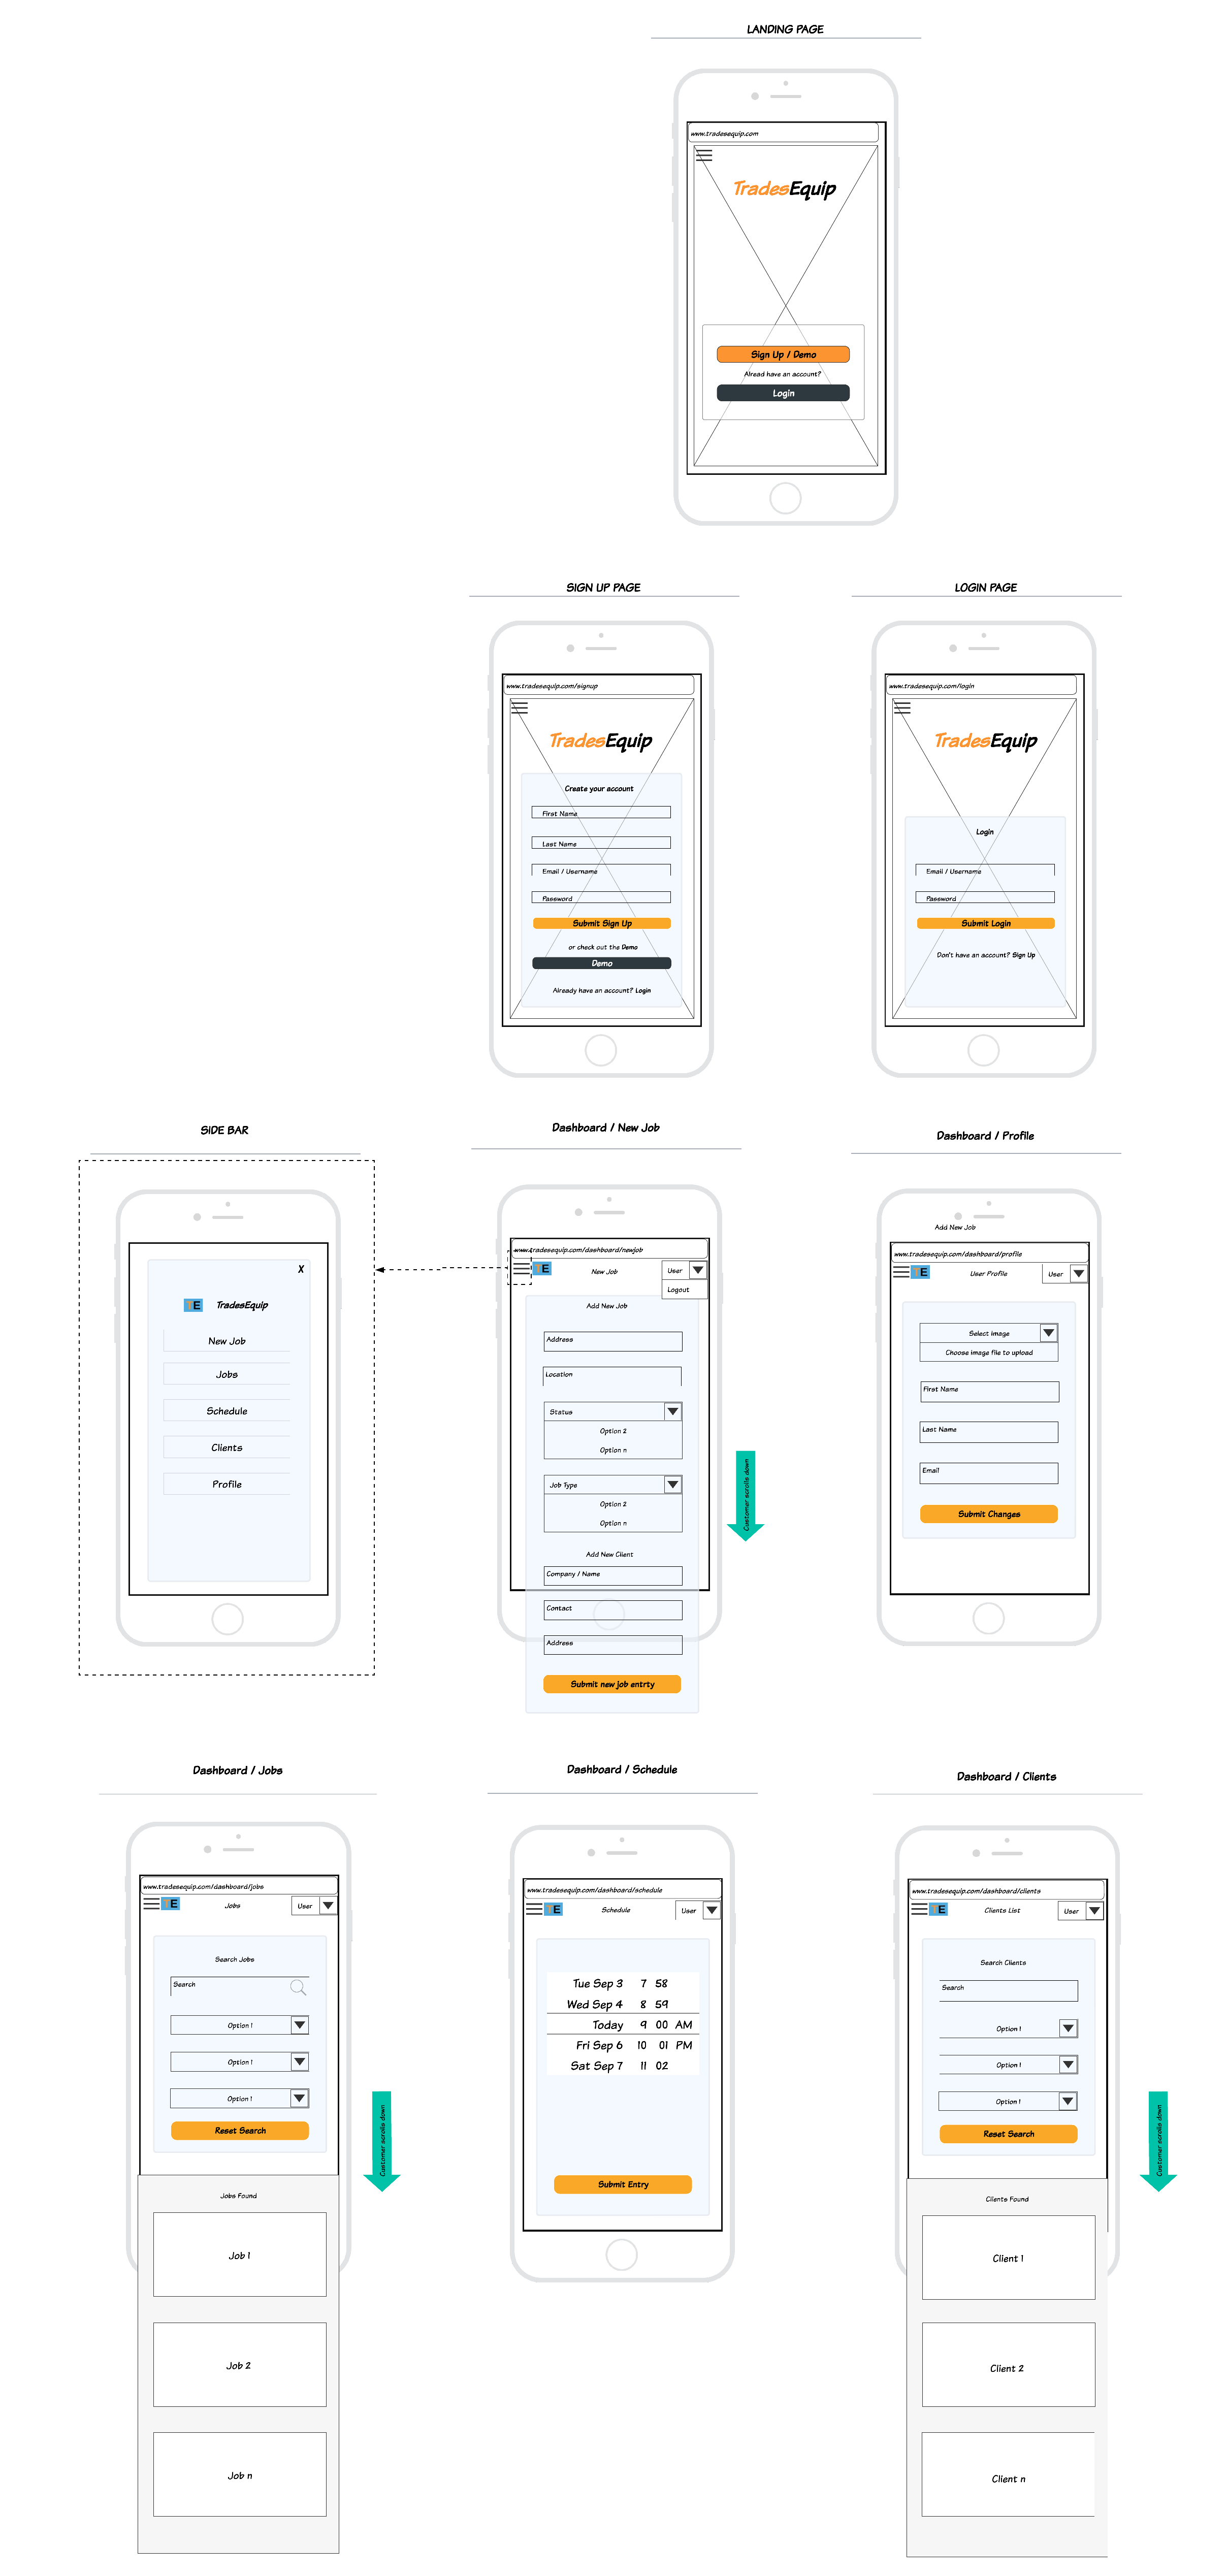 LANDING PAGE
www.tradesequip.com
TradesEquip
Sign Up / Demo
Alread have an account?
Login
SIGN UP PAGE
www.tradesequip.com/signup
TradesEquip
Create your account
First Name
Last Name
Email / Username
Password
Submit Sign Up
or check out the Demo
Demo
Already have an account? Login
LOGIN PAGE
www.tradesequip.com/login
TradesEquip
Login
Email / Username
Password
Submit Login
Don't have an account? Sign Up
SIDE BAR
X
TE TradesEquip
New Job
Jobs
Schedule
Clients
Profile
Dashboard / New Job
www.tradesequip.com/dashboard/newjob
TE New Job User
Logout
Add New Job
Address
Location
Status
Option 2
Option n
Job Type
Option 2
Option n
Add New Client
Company / Name
Contact
Address
Submit new job entrty
Customer scrolls down
Dashboard / Profile
Add New Job
www.tradesequip.com/dashboard/profile
TE User Profile User
Select image
Choose image file to upload
First Name
Last Name
Email
Submit Changes
Dashboard / Jobs
www.tradesequip.com/dashboard/jobs
TE Jobs User
Search Jobs
Search
Option 1
Option 1
Option 1
Reset Search
Customer scrolls down
Jobs Found
Job 1
Job 2
Job n
Dashboard / Schedule
www.tradesequip.com/dashboard/schedule
TE Schedule User
Tue Sep 3 7 58
Wed Sep 4 8 59
Today 9 00 AM
Fri Sep 6 10 01 PM
Sat Sep 7 11 02
Submit Entry
Dashboard / Clients
www.tradesequip.com/dashboard/clients
TE Clients List User
Search Clients
Search
Option 1
Option 1
Option 1
Reset Search
Customer scrolls down
Clients Found
Client 1
Client 2
Client n